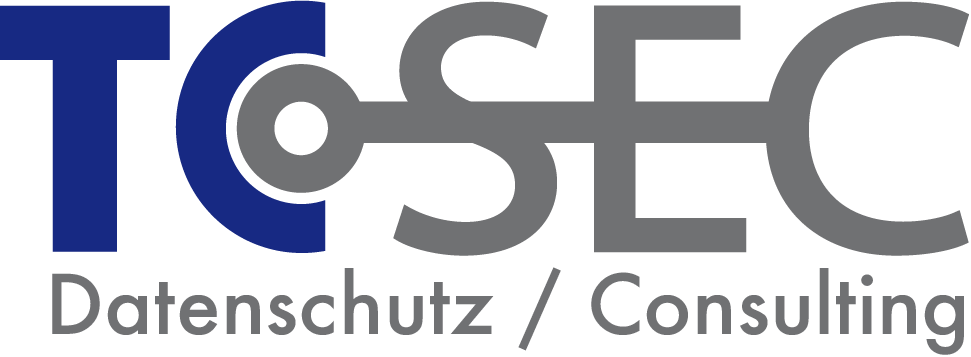 TCSEC
Datenschutz / Consulting